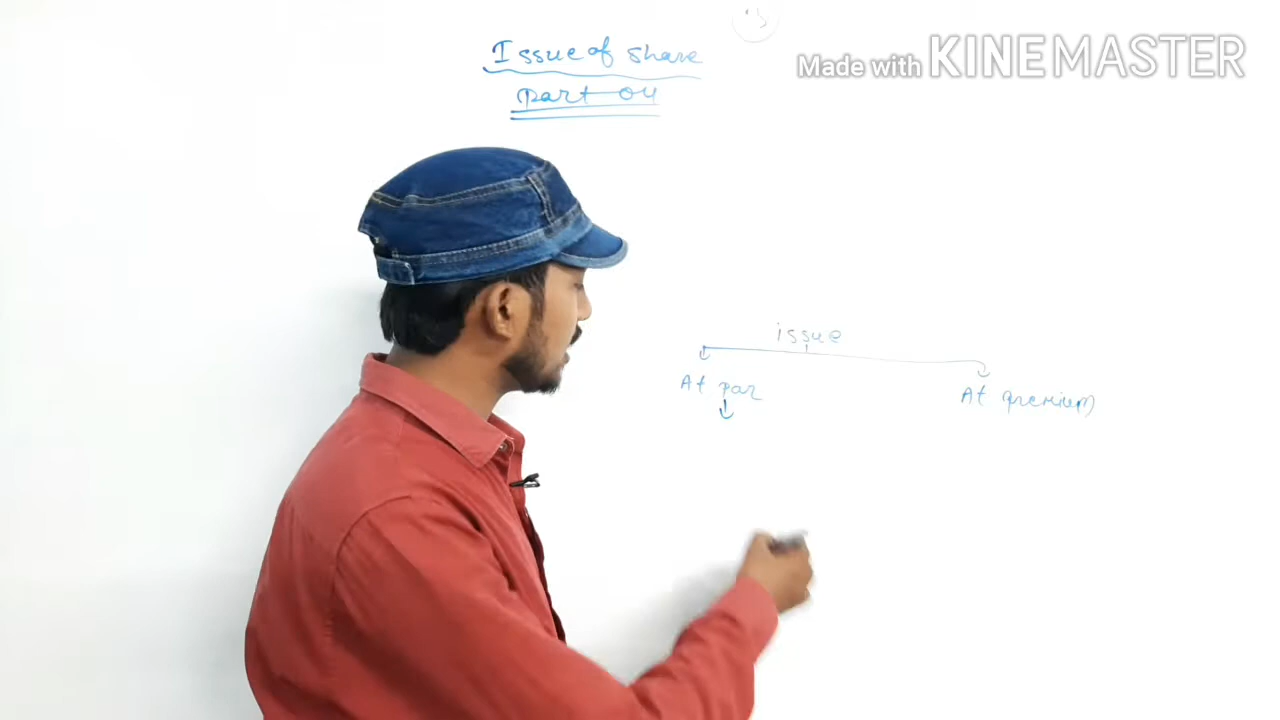 Issue of share
Part 04
Made with KINEMASTER
issue
At par
At premium